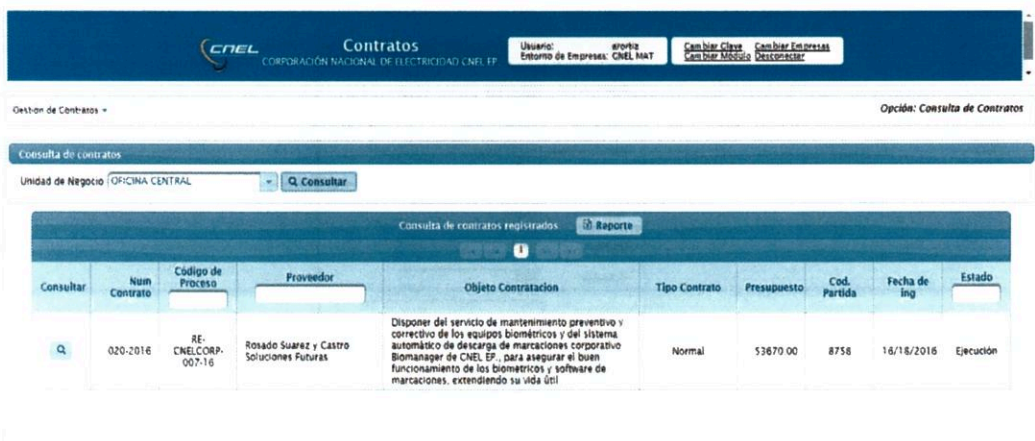 CNEL
Contratos
CORPORACIÓN NACIONAL DE ELECTRICIDAD CNEL EP
Usuario: erortiz
Entorno de Empresas: CNEL MAT
Cambiar Clave Cambiar Empresas
Cambiar Módulo Desconectar
Gestion de Contratos
Opción: Consulta de Contratos
Consulta de contratos
Unidad de Negocio OFICINA CENTRAL Consultar
Consulta de contratos registrados Reporte
1
Consultar Num Contrato Código de Proceso Proveedor Objeto Contratacion Tipo Contrato Presupuesto Cod. Partida Fecha de ing Estado
020-2016
RE-
CNELCORP-
007-16
Rosado Suarez y Castro
Soluciones Futuras
Disponer del servicio de mantenimiento preventivo y
correctivo de los equipos biométricos y del sistema
automático de descarga de marcaciones corporativo
Biomanager de CNEL EP., para asegurar el buen
funcionamiento de los biometricos y software de
marcaciones, extendiendo su vida útil
Normal
53670.00
8758
16/18/2016
Ejecución